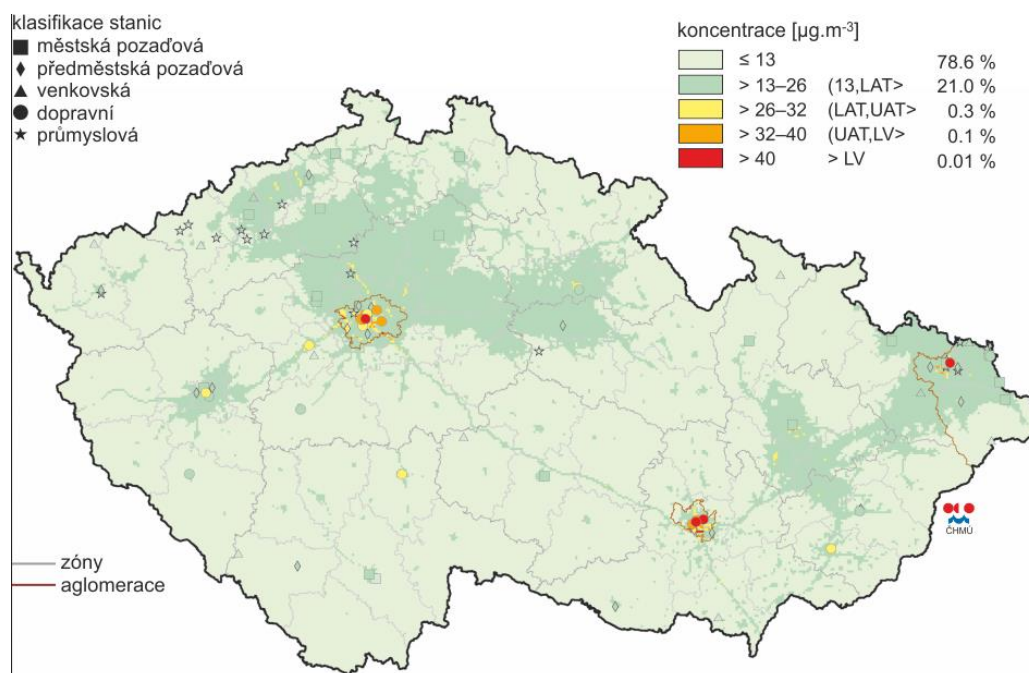 klasifikace stanic
městská pozaďová
předměstská pozaďová
venkovská
dopravní
průmyslová
koncentrace [µg.m⁻³]
≤ 13 78.6 %
> 13–26 (13,LAT> 21.0 %
> 26–32 (LAT,UAT> 0.3 %
> 32–40 (UAT,LV> 0.1 %
> 40 > LV 0.01 %
ČHMÚ
zóny
aglomerace